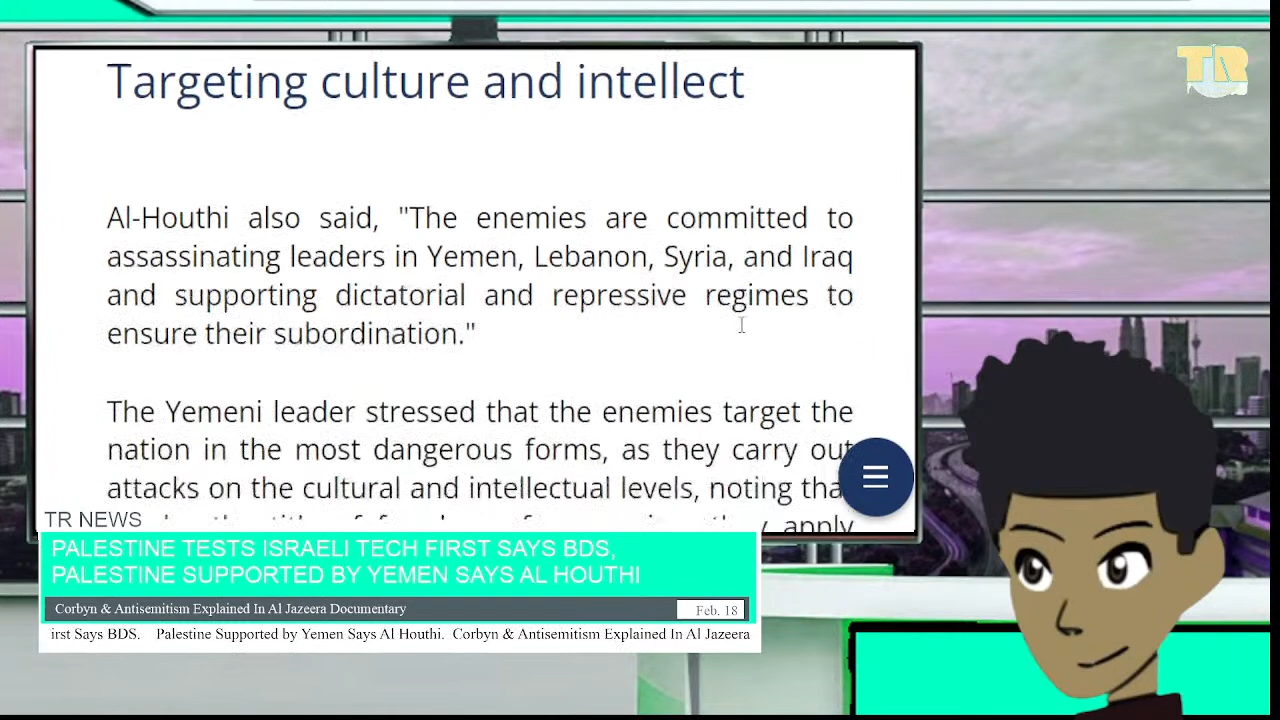 Targeting culture and intellect
TR
Al-Houthi also said, "The enemies are committed to
assassinating leaders in Yemen, Lebanon, Syria, and Iraq
and supporting dictatorial and repressive regimes to
ensure their subordination."
The Yemeni leader stressed that the enemies target the
nation in the most dangerous forms, as they carry out
attacks on the cultural and intellectual levels, noting tha
they apply
TR NEWS
PALESTINE TESTS ISRAELI TECH FIRST SAYS BDS,
PALESTINE SUPPORTED BY YEMEN SAYS AL HOUTHI
Corbyn & Antisemitism Explained In Al Jazeera Documentary
Feb. 18
irst Says BDS. Palestine Supported by Yemen Says Al Houthi. Corbyn & Antisemitism Explained In Al Jazeera